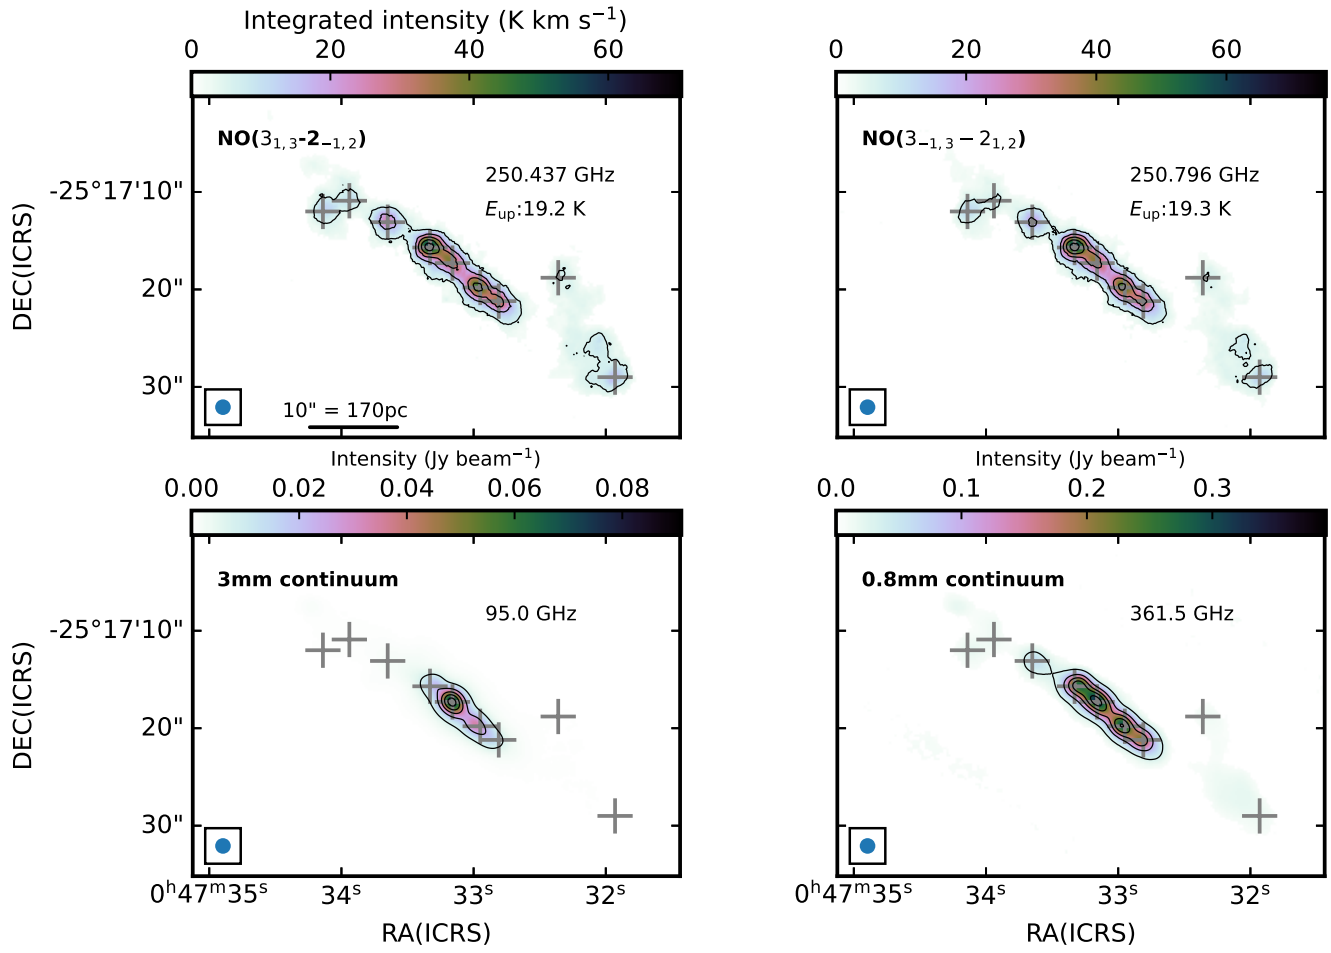 Integrated intensity (K km s⁻¹)
0 20 40 60
0 20 40 60
NO(3₁,₃-2₋₁,₂)
250.437 GHz
E_up:19.2 K
NO(3₋₁,₃ − 2₁,₂)
250.796 GHz
E_up:19.3 K
DEC(ICRS)
-25°17'10"
20"
30"
10" = 170pc
Intensity (Jy beam⁻¹)
Intensity (Jy beam⁻¹)
0.00 0.02 0.04 0.06 0.08
0.0 0.1 0.2 0.3
3mm continuum
95.0 GHz
0.8mm continuum
361.5 GHz
DEC(ICRS)
-25°17'10"
20"
30"
0ʰ47ᵐ35ˢ 34ˢ 33ˢ 32ˢ
0ʰ47ᵐ35ˢ 34ˢ 33ˢ 32ˢ
RA(ICRS)
RA(ICRS)